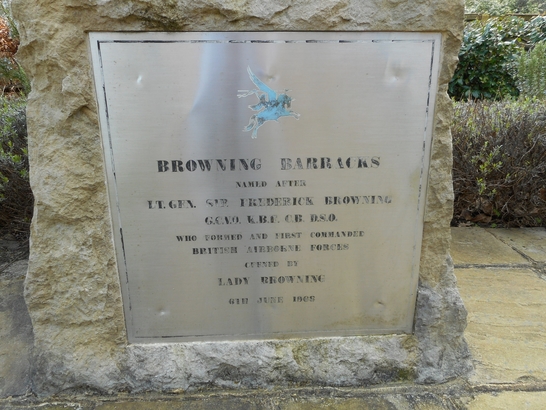 BROWNING BARRACKS
NAMED AFTER
LT. GEN. SIR FREDERICK BROWNING
G.C.V.O. K.B.E. C.B. D.S.O.
WHO FORMED AND FIRST COMMANDED
BRITISH AIRBORNE FORCES
OPENED BY
LADY BROWNING
6TH JUNE